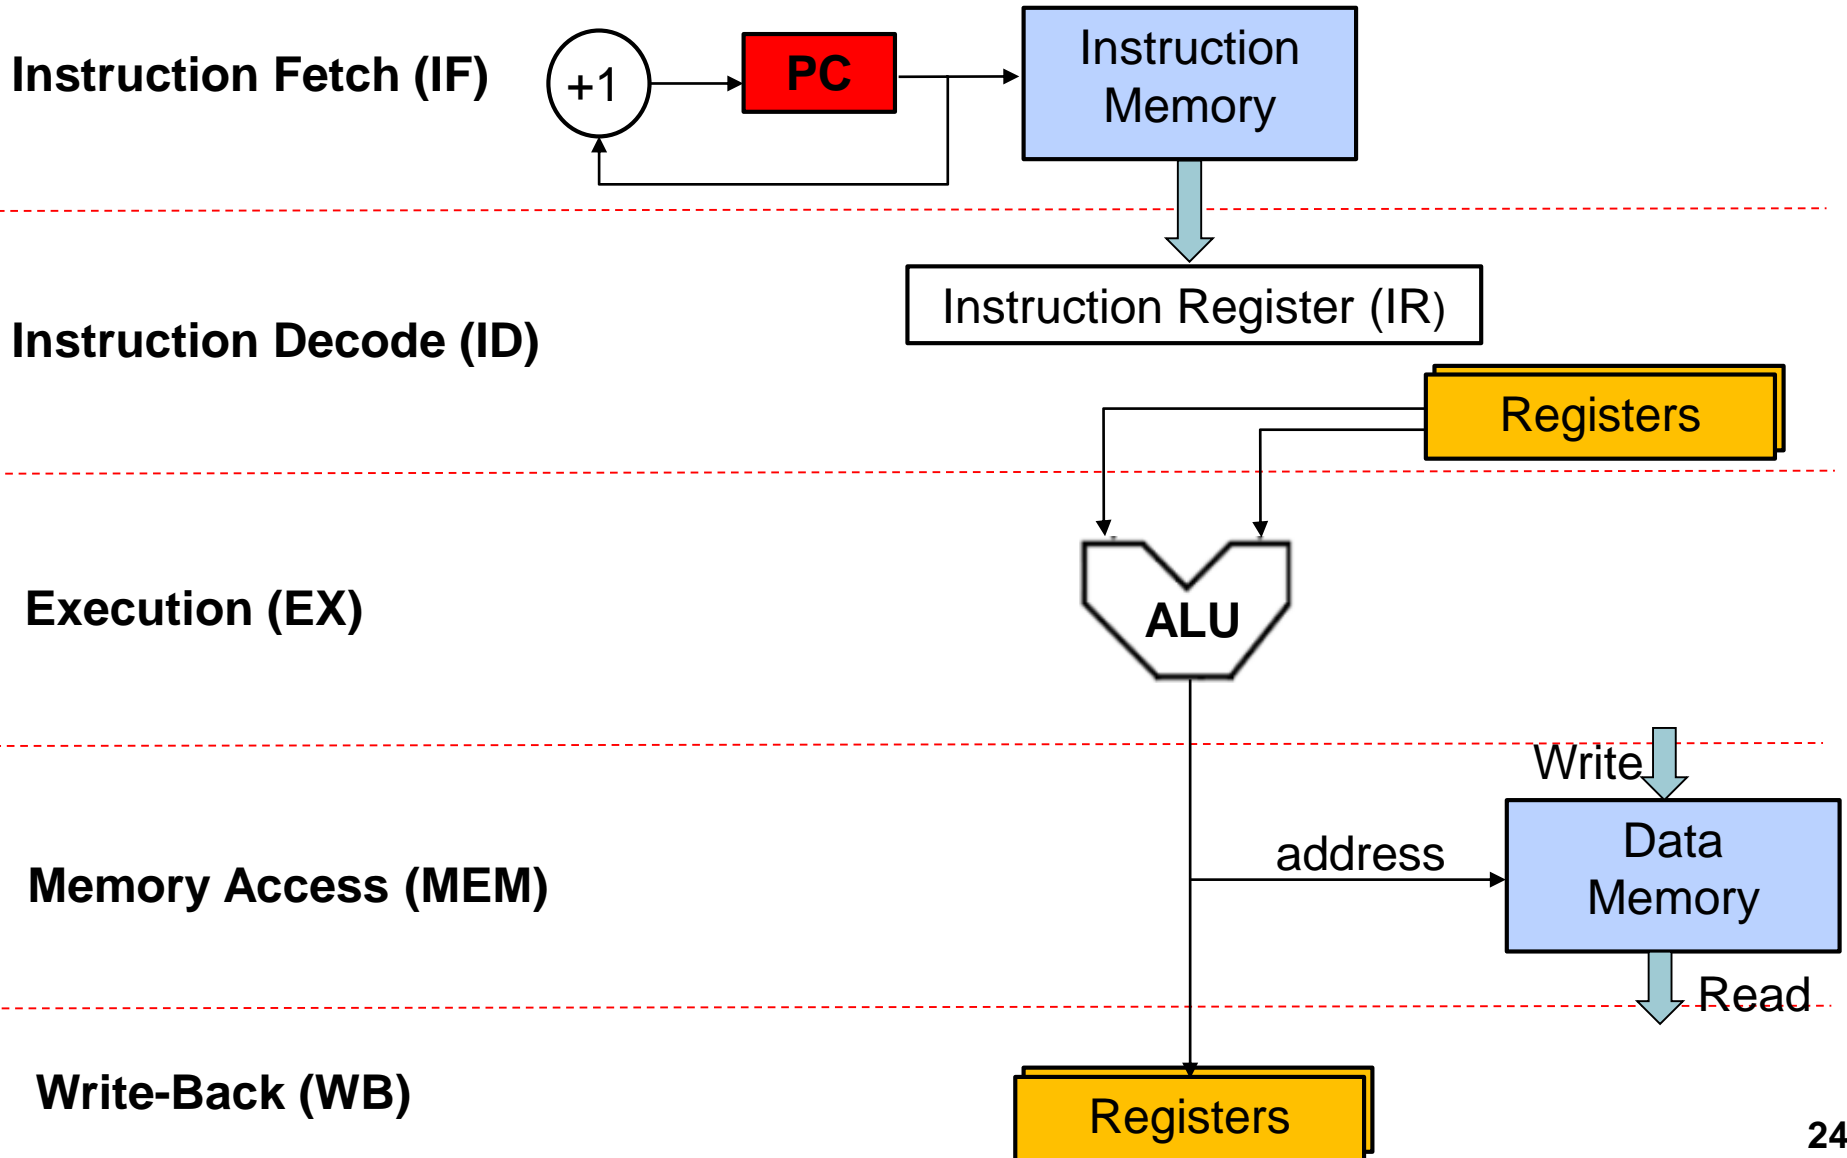 Instruction Fetch (IF)
+1
PC
Instruction
Memory
Instruction Register (IR)
Instruction Decode (ID)
Registers
Execution (EX)
ALU
Write
Data
Memory
address
Memory Access (MEM)
Read
Write-Back (WB)
Registers
24